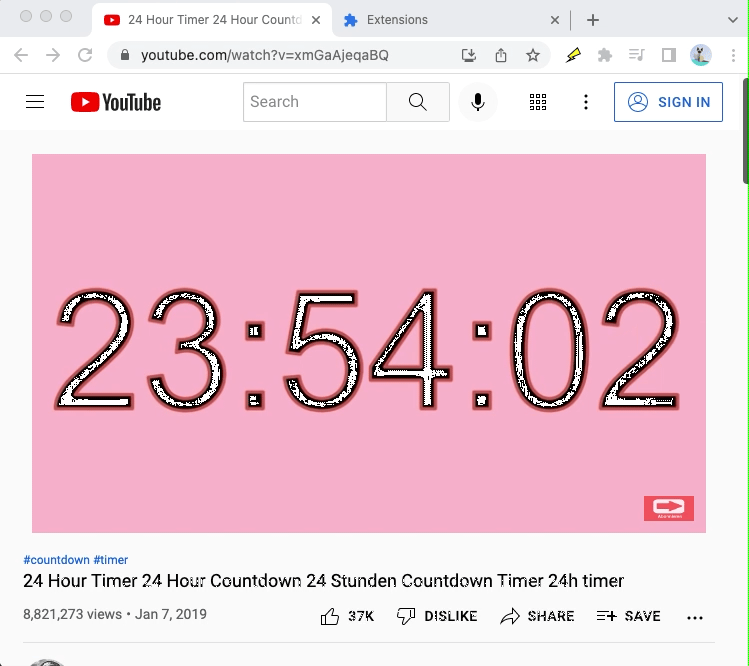 24 Hour Timer 24 Hour Countd
Extensions
youtube.com/watch?v=xmGaAjeqaBQ
YouTube
Search
SIGN IN
23:54:02
#countdown #timer
24 Hour Timer 24 Hour Countdown 24 Stunden Countdown Timer 24h timer
8,821,273 views • Jan 7, 2019
37K
DISLIKE
SHARE
SAVE